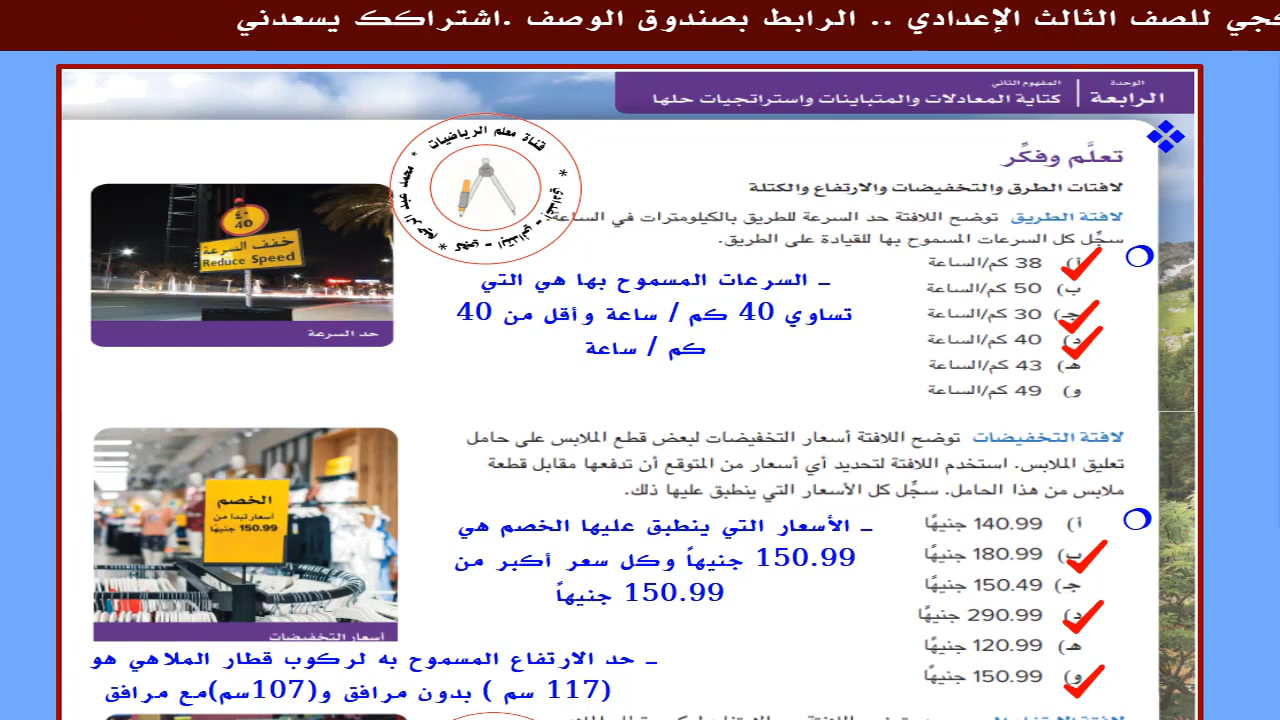 للصف الثالث الإعدادي .. الرابط بصندوق الوصف .اشتراكك يسعدني
الوحدة
الرابعة
المفهوم الثاني
كتابة المعادلات والمتباينات واستراتجيات حلها
تعلَّم وفكِّر
لافتات الطرق والتخفيضات والارتفاع والكتلة
لافتة الطريق توضح اللافتة حد السرعة للطريق بالكيلومترات في الساعة
سجِّل كل السرعات المسموح بها للقيادة على الطريق.
أ) 38 كم/الساعة
ب) 50 كم/الساعة
جـ) 30 كم/الساعة
د) 40 كم/الساعة
هـ) 43 كم/الساعة
و) 49 كم/الساعة
ـ السرعات المسموح بها هي التي
تساوي 40 كم / ساعة وأقل من 40
كم / ساعة
قناة معلم الرياضيات * محمد عبد
ابتدائي ـ إعدادي *
٤٠
40
خفف السرعة
Reduce Speed
حد السرعة
لافتة التخفيضات توضح اللافتة أسعار التخفيضات لبعض قطع الملابس على حامل
تعليق الملابس. استخدم اللافتة لتحديد أي أسعار من المتوقع أن تدفعها مقابل قطعة
ملابس من هذا الحامل. سجِّل كل الأسعار التي ينطبق عليها ذلك.
أ) 140.99 جنيهًا
ب) 180.99 جنيهًا
جـ) 150.49 جنيهًا
د) 290.99 جنيهًا
هـ) 120.99 جنيهًا
و) 150.99 جنيهًا
ـ الأسعار التي ينطبق عليها الخصم هي
150.99 جنيهاً وكل سعر أكبر من
150.99 جنيهاً
الخصم
أسعار تبدأ من
150.99 جنيهًا
أسعار التخفيضات
ـ حد الارتفاع المسموح به لركوب قطار الملاهي هو
(117 سم ) بدون مرافق و(107سم)مع مرافق